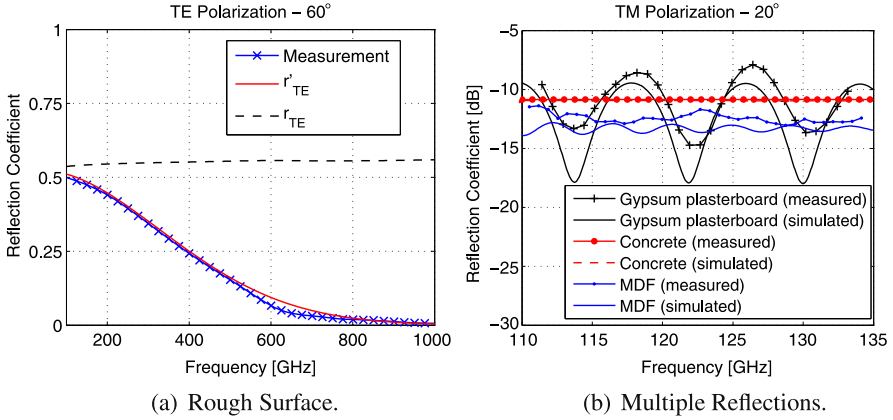 TE Polarization – 60°
1
0.75
0.5
0.25
0
200
400
600
800
1000
Reflection Coefficient
Frequency [GHz]
Measurement
r'TE
rTE
(a) Rough Surface.
TM Polarization – 20°
−5
−10
−15
−20
−25
−30
110
115
120
125
130
135
Reflection Coefficient [dB]
Frequency [GHz]
Gypsum plasterboard (measured)
Gypsum plasterboard (simulated)
Concrete (measured)
Concrete (simulated)
MDF (measured)
MDF (simulated)
(b) Multiple Reflections.